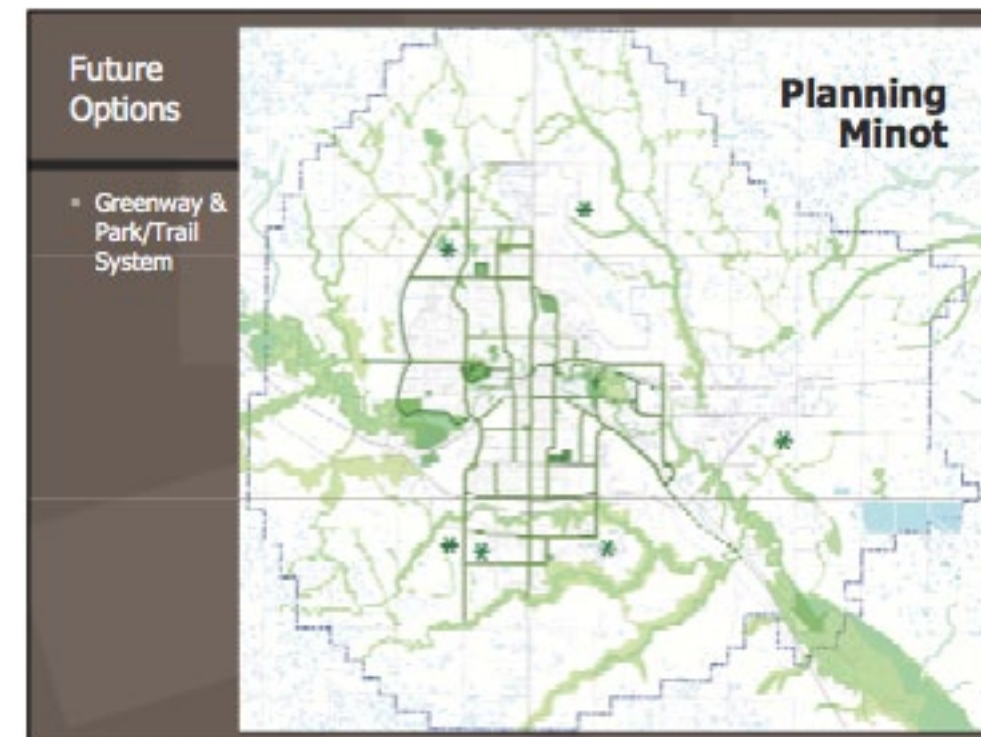 Future
Options
Planning
Minot
▪ Greenway &
Park/Trail
System